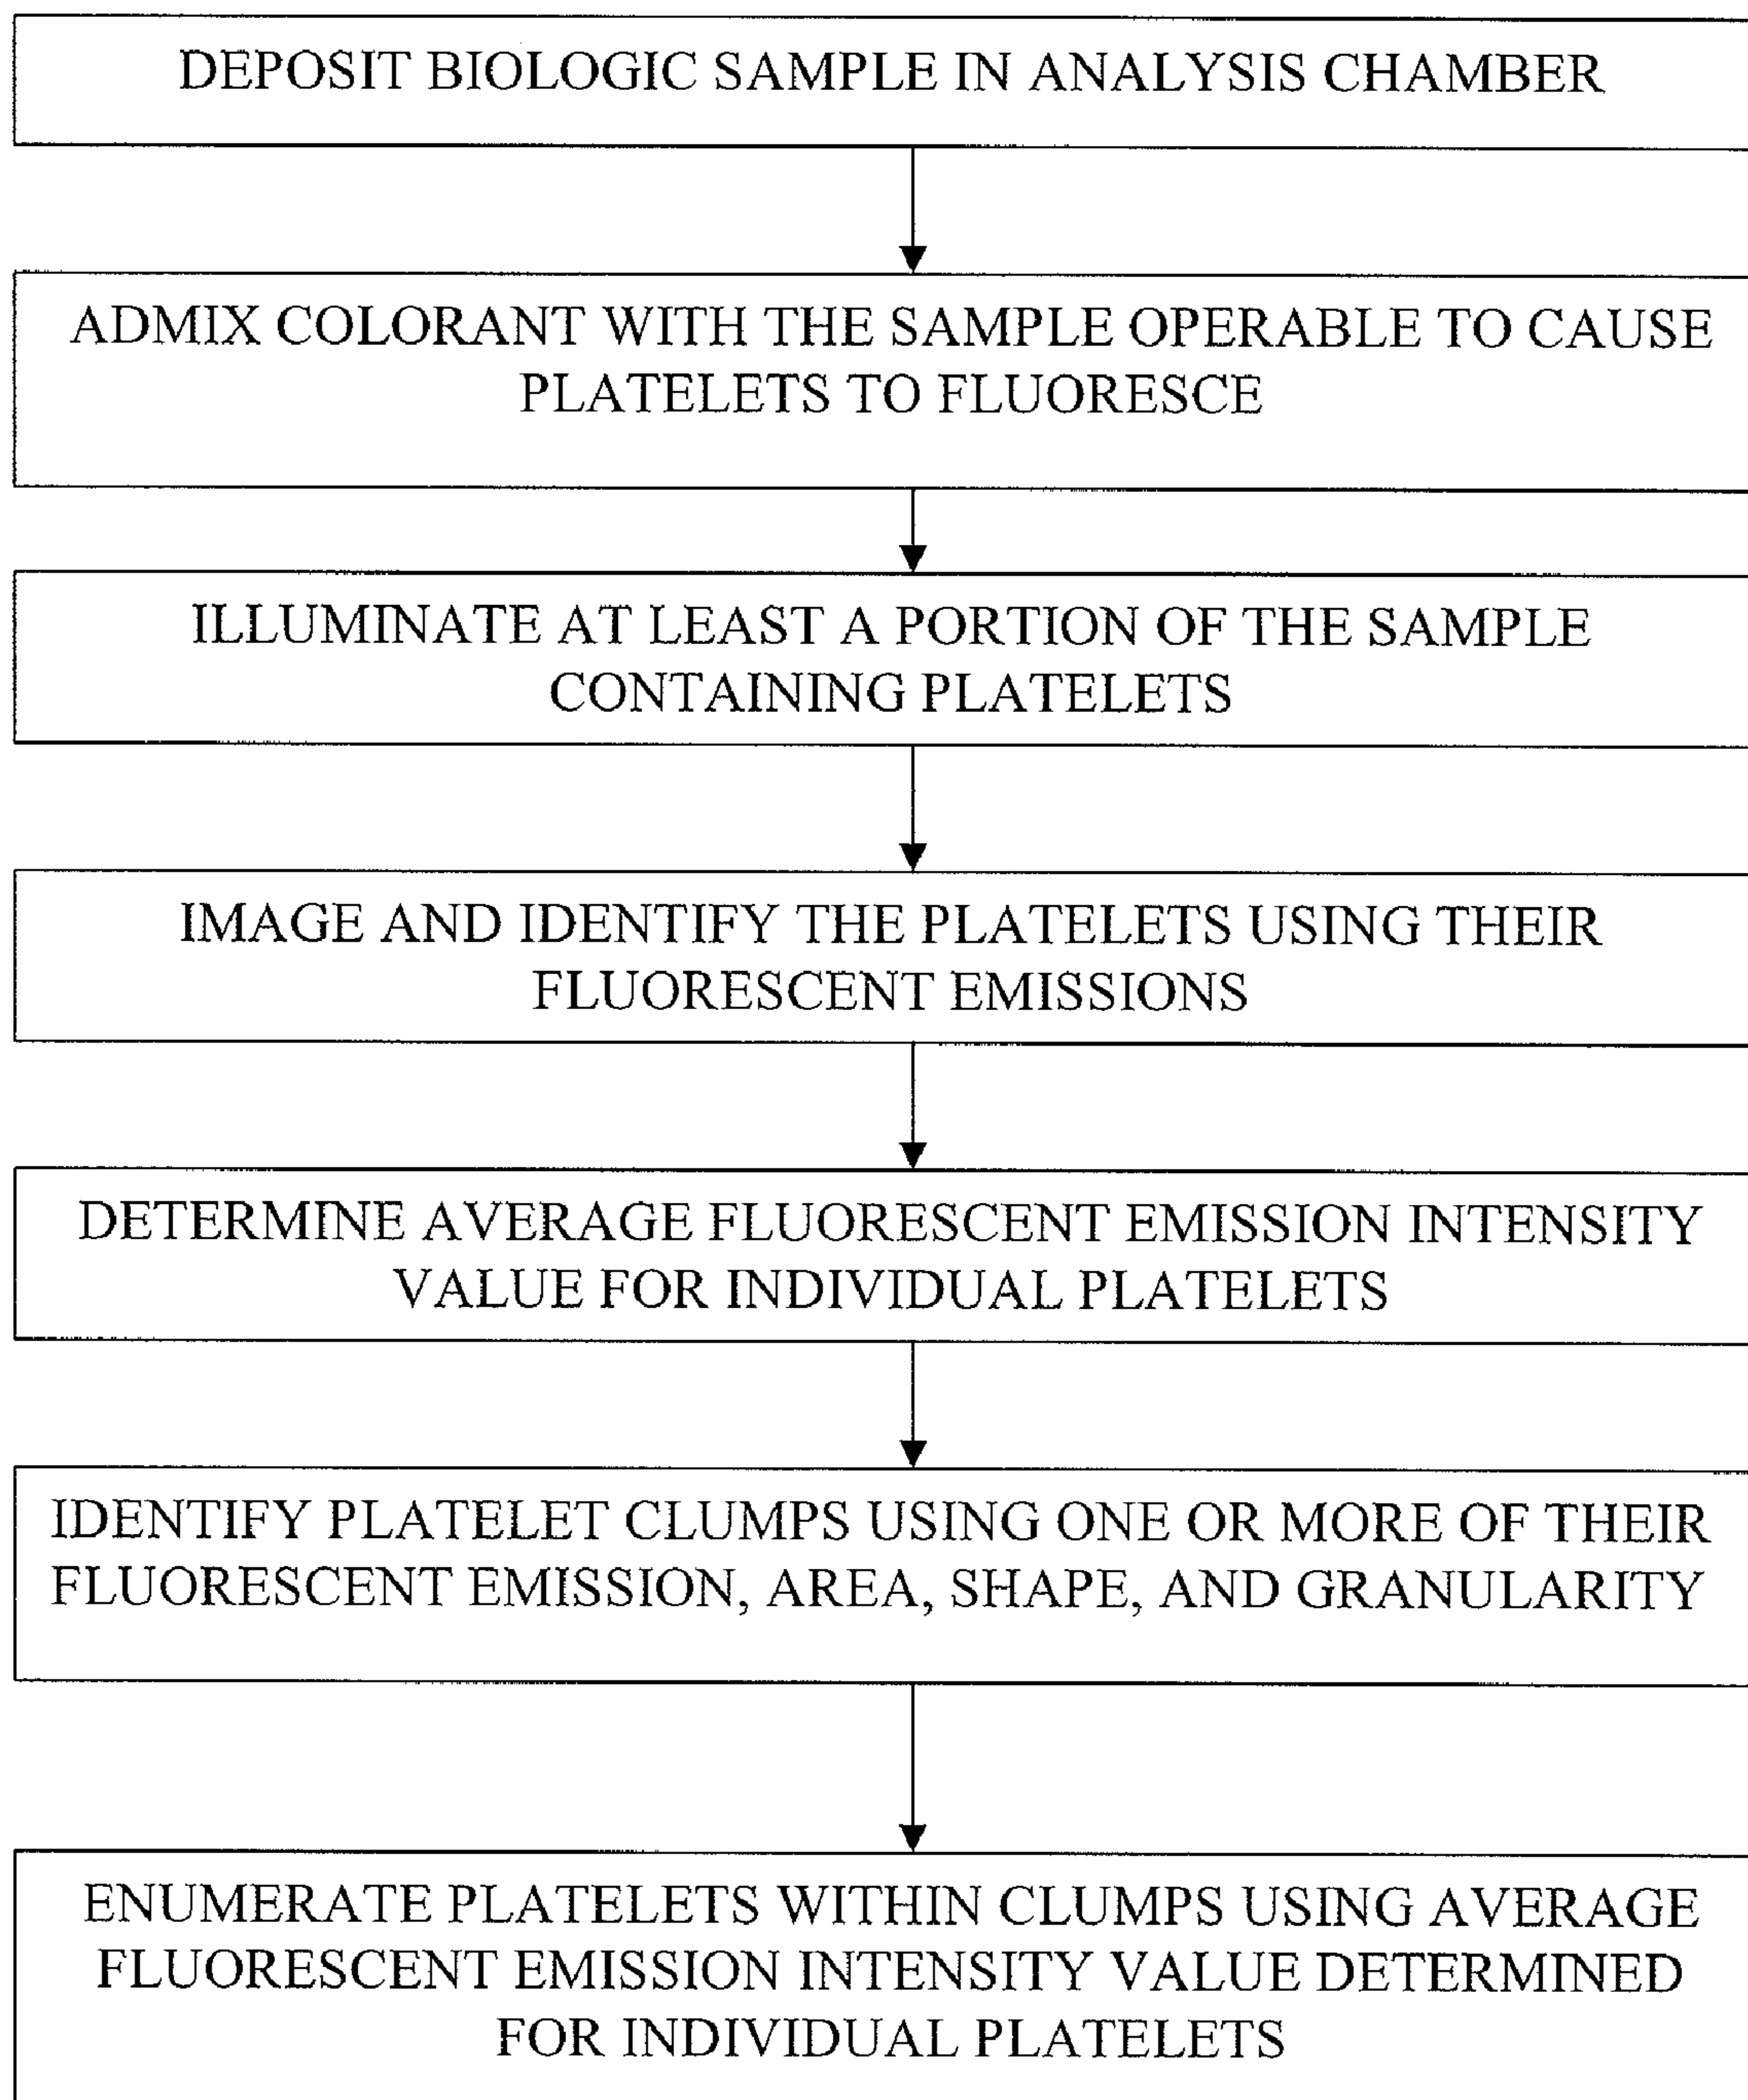 DEPOSIT BIOLOGIC SAMPLE IN ANALYSIS CHAMBER
ADMIX COLORANT WITH THE SAMPLE OPERABLE TO CAUSE
PLATELETS TO FLUORESCE
ILLUMINATE AT LEAST A PORTION OF THE SAMPLE
CONTAINING PLATELETS
IMAGE AND IDENTIFY THE PLATELETS USING THEIR
FLUORESCENT EMISSIONS
DETERMINE AVERAGE FLUORESCENT EMISSION INTENSITY
VALUE FOR INDIVIDUAL PLATELETS
IDENTIFY PLATELET CLUMPS USING ONE OR MORE OF THEIR
FLUORESCENT EMISSION, AREA, SHAPE, AND GRANULARITY
ENUMERATE PLATELETS WITHIN CLUMPS USING AVERAGE
FLUORESCENT EMISSION INTENSITY VALUE DETERMINED
FOR INDIVIDUAL PLATELETS